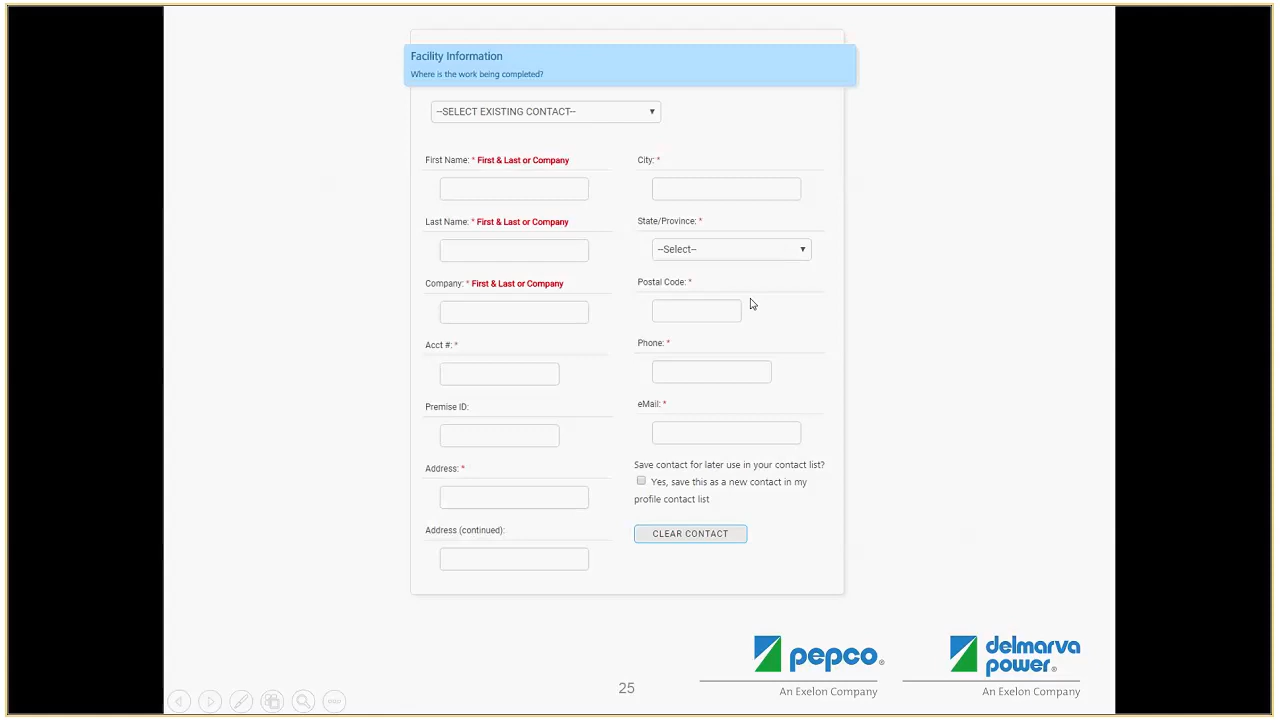 Facility Information
Where is the work being completed?
--SELECT EXISTING CONTACT--
First Name: * First & Last or Company
Last Name: * First & Last or Company
Company: * First & Last or Company
Acct #: *
Premise ID:
Address: *
Address (continued):
City: *
State/Province: *
--Select--
Postal Code: *
Phone: *
eMail: *
Save contact for later use in your contact list?
Yes, save this as a new contact in my
profile contact list
CLEAR CONTACT
pepco®
An Exelon Company
delmarva
power®
An Exelon Company
25